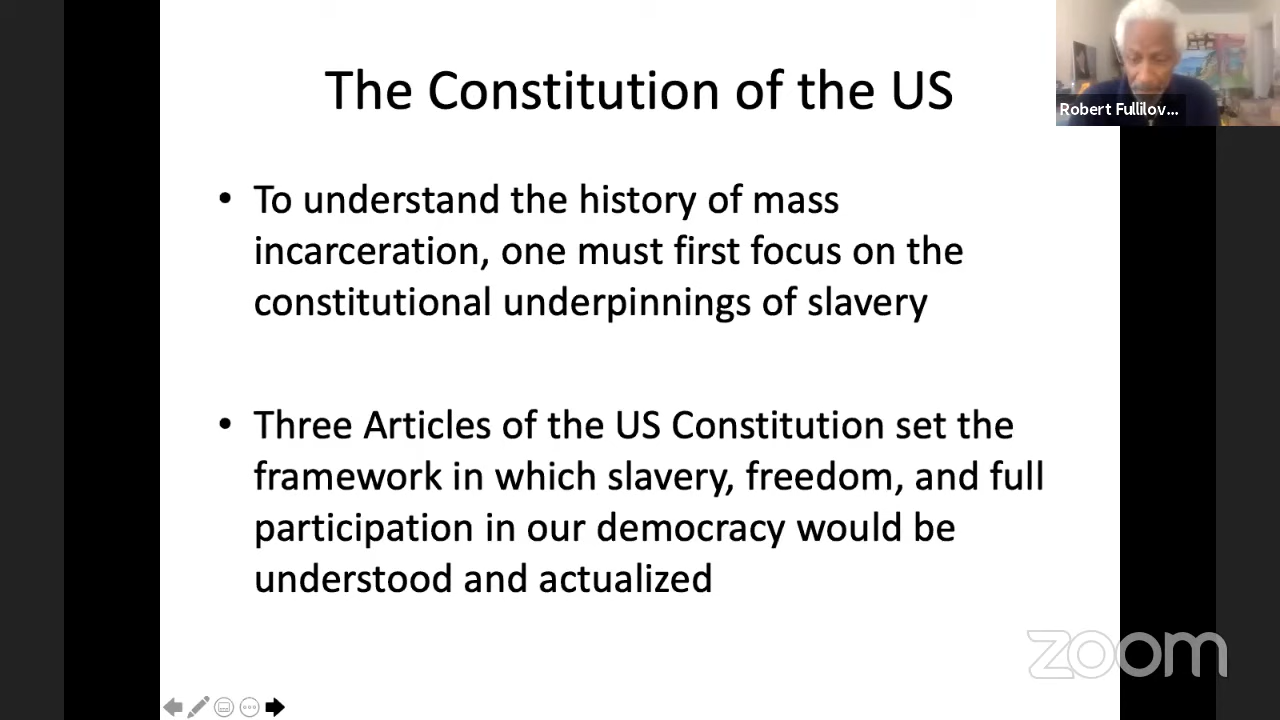 The Constitution of the US
Robert Fullilov...
• To understand the history of mass
incarceration, one must first focus on the
constitutional underpinnings of slavery
• Three Articles of the US Constitution set the
framework in which slavery, freedom, and full
participation in our democracy would be
understood and actualized
zoom